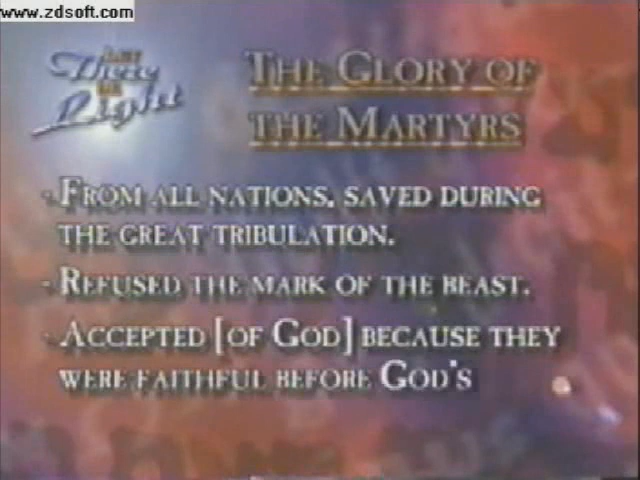 www.zdsoft.com
LET
There
BE
Light
THE GLORY OF
THE MARTYRS
- FROM ALL NATIONS, SAVED DURING
THE GREAT TRIBULATION.
- REFUSED THE MARK OF THE BEAST.
- ACCEPTED [OF GOD] BECAUSE THEY
WERE FAITHFUL BEFORE GOD'S